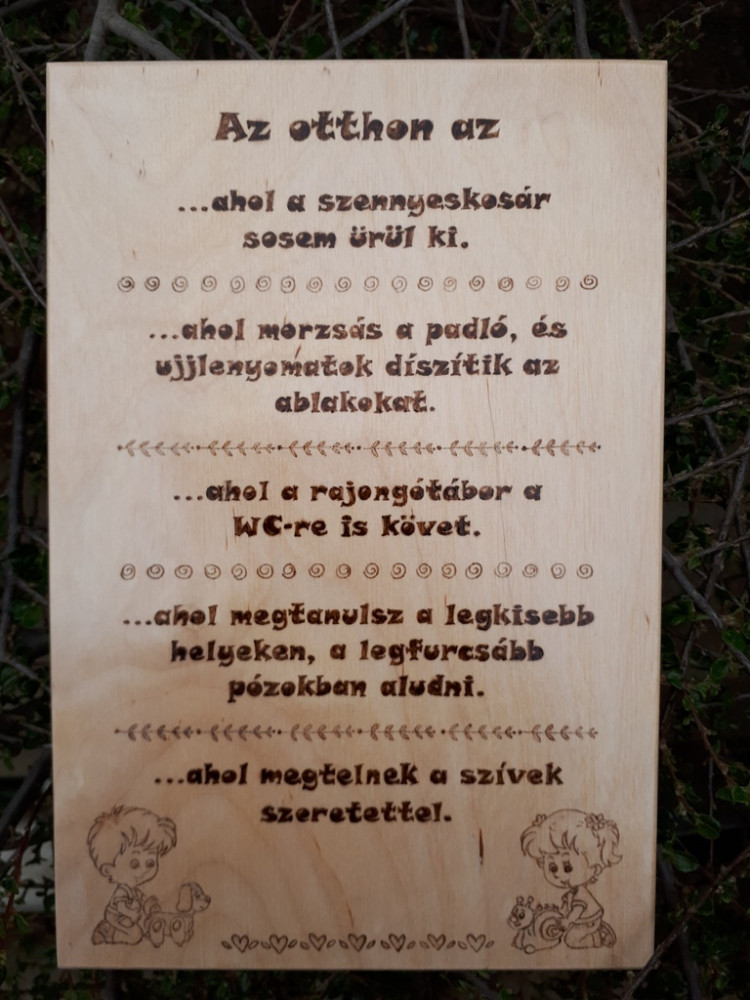 Az otthon az
...ahol a szennyeskosár
sosem ürül ki.
...ahol morzsás a padló, és
ujjlenyomatok díszítik az
ablakokat.
...ahol a rajongótábor a
WC-re is követ.
...ahol megtanulsz a legkisebb
helyeken, a legfurcsább
pózokban aludni.
...ahol megtelnek a szívek
szeretettel.